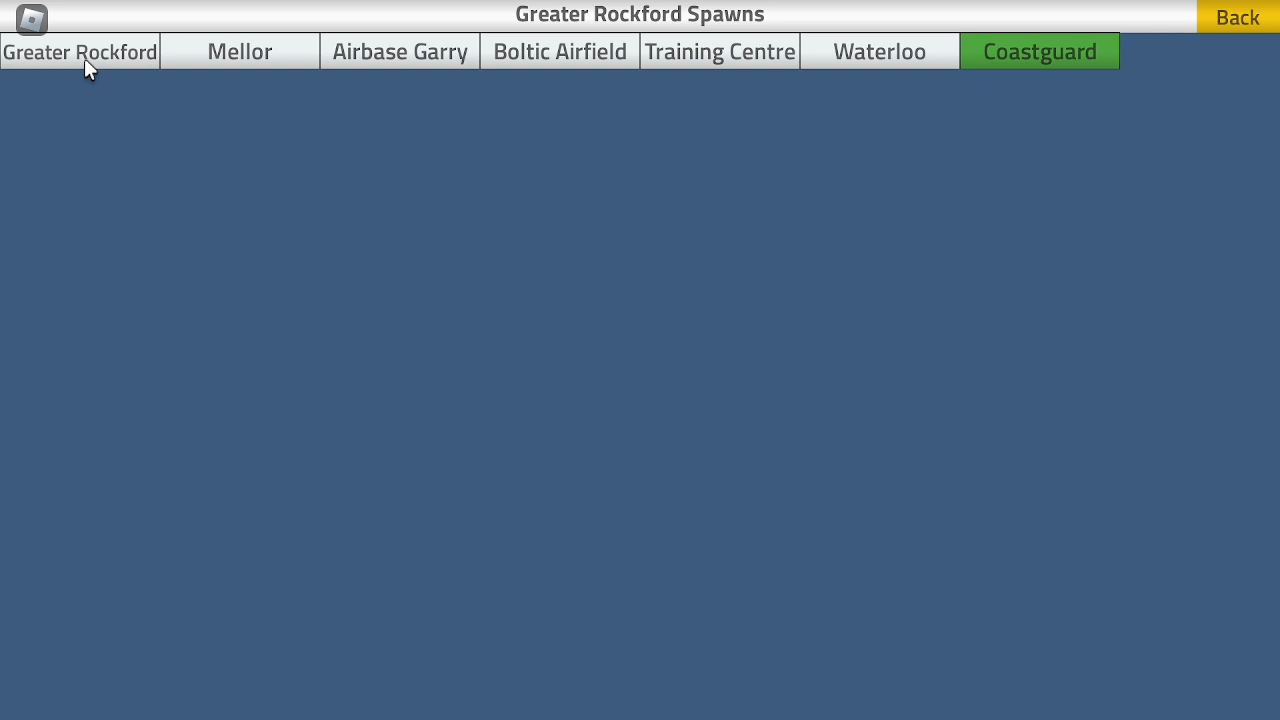 Greater Rockford Spawns
Back
Greater Rockford
Mellor
Airbase Garry
Boltic Airfield
Training Centre
Waterloo
Coastguard